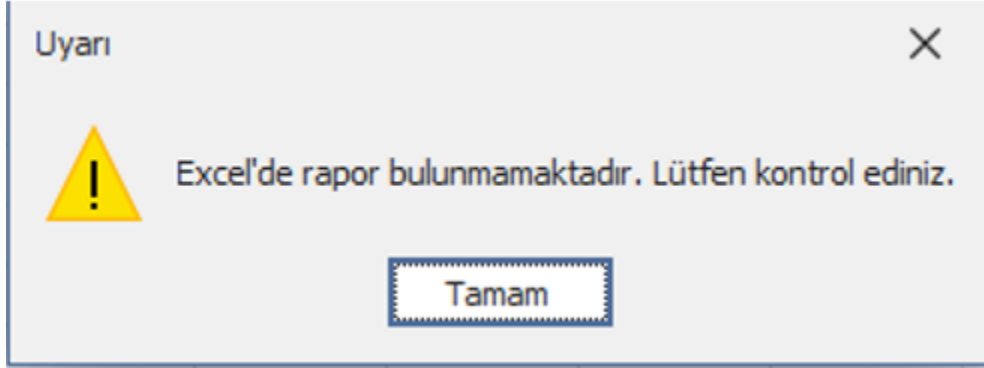 Uyarı
Excel'de rapor bulunmamaktadır. Lütfen kontrol ediniz.
Tamam